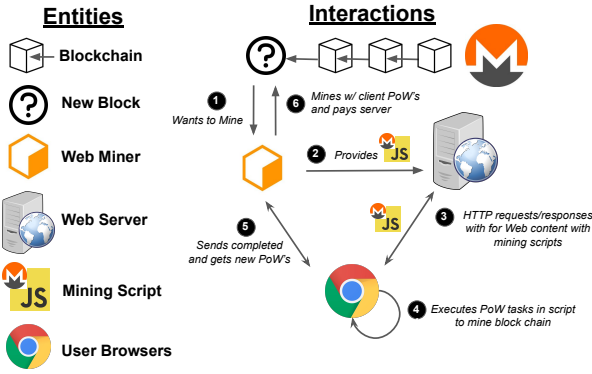 Entities
Blockchain
New Block
Web Miner
Web Server
JS
Mining Script
User Browsers
Interactions
?
?
1
Wants to Mine
6
Mines w/ client PoW's
and pays server
2
Provides
JS
3
HTTP requests/responses
with for Web content with
mining scripts
JS
5
Sends completed
and gets new PoW's
4
Executes PoW tasks in script
to mine block chain